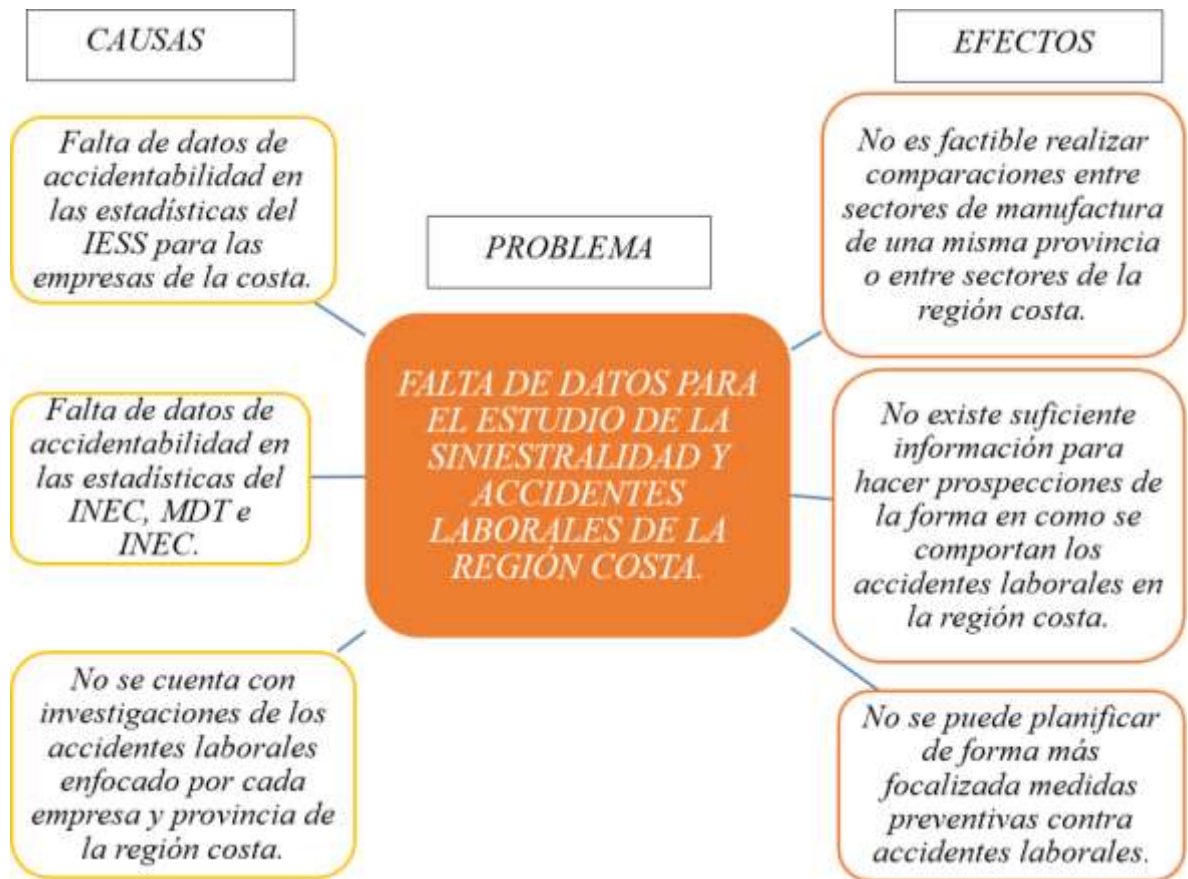 CAUSAS
Falta de datos de
accidentabilidad en
las estadísticas del
IESS para las
empresas de la costa.
Falta de datos de
accidentabilidad en
las estadísticas del
INEC, MDT e
INEC.
No se cuenta con
investigaciones de los
accidentes laborales
enfocado por cada
empresa y provincia de
la región costa.
PROBLEMA
FALTA DE DATOS PARA
EL ESTUDIO DE LA
SINIESTRALIDAD Y
ACCIDENTES
LABORALES DE LA
REGIÓN COSTA.
EFECTOS
No es factible realizar
comparaciones entre
sectores de manufactura
de una misma provincia
o entre sectores de la
región costa.
No existe suficiente
información para
hacer prospecciones de
la forma en como se
comportan los
accidentes laborales en
la región costa.
No se puede planificar
de forma más
focalizada medidas
preventivas contra
accidentes laborales.